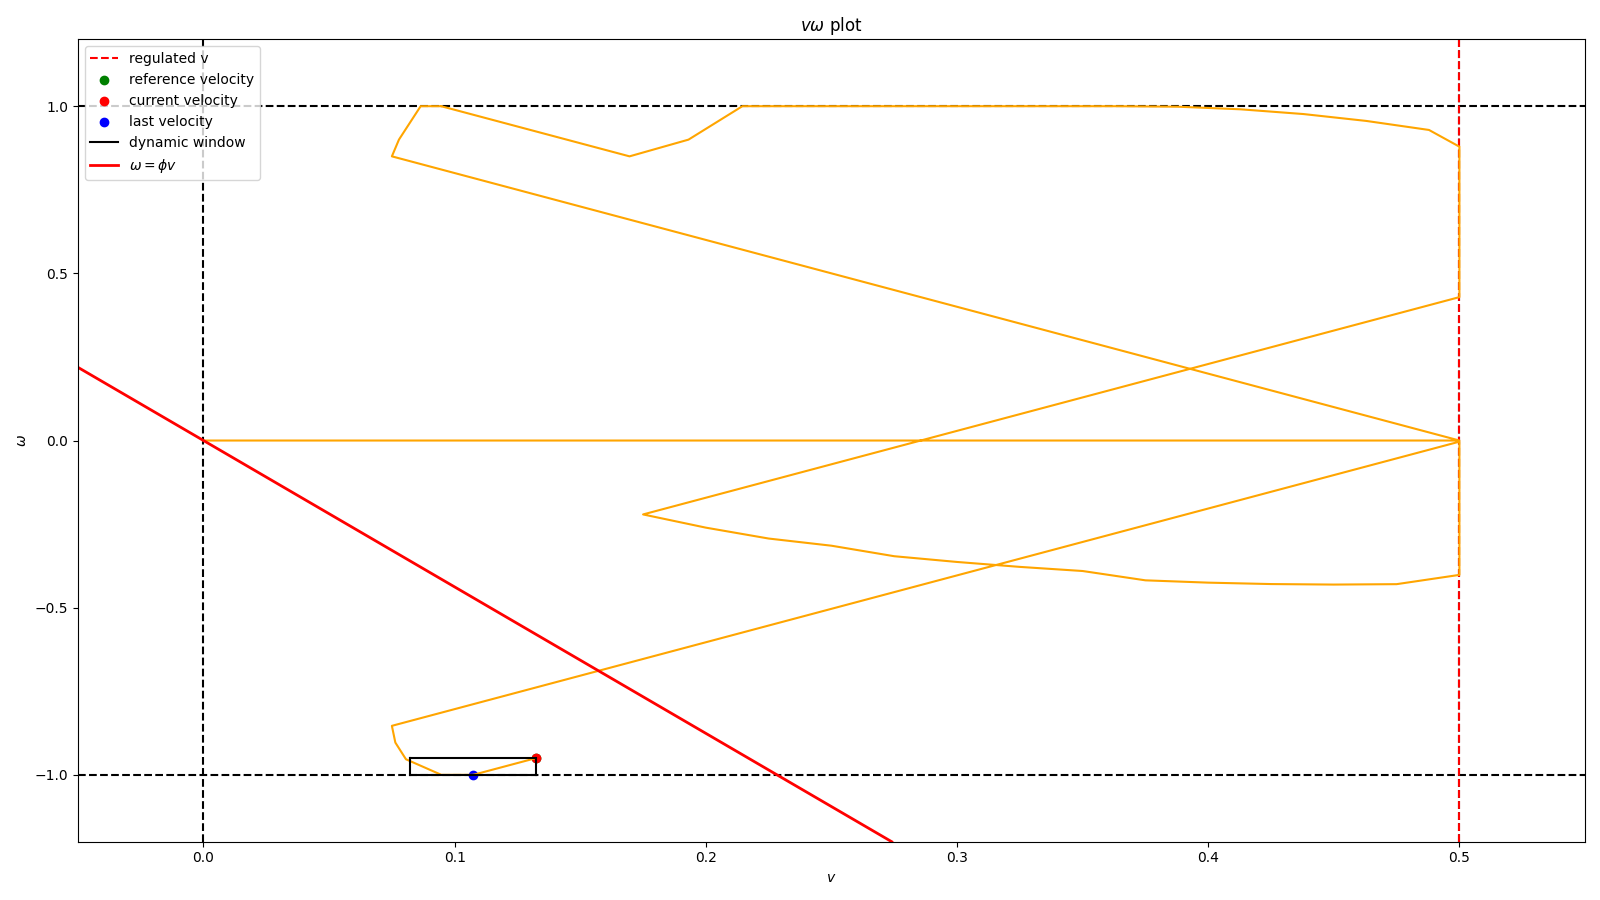 vω plot
regulated v
reference velocity
current velocity
last velocity
dynamic window
ω = ϕv
1.0
0.5
0.0
−0.5
−1.0
ω
0.0 0.1 0.2 0.3 0.4 0.5
v